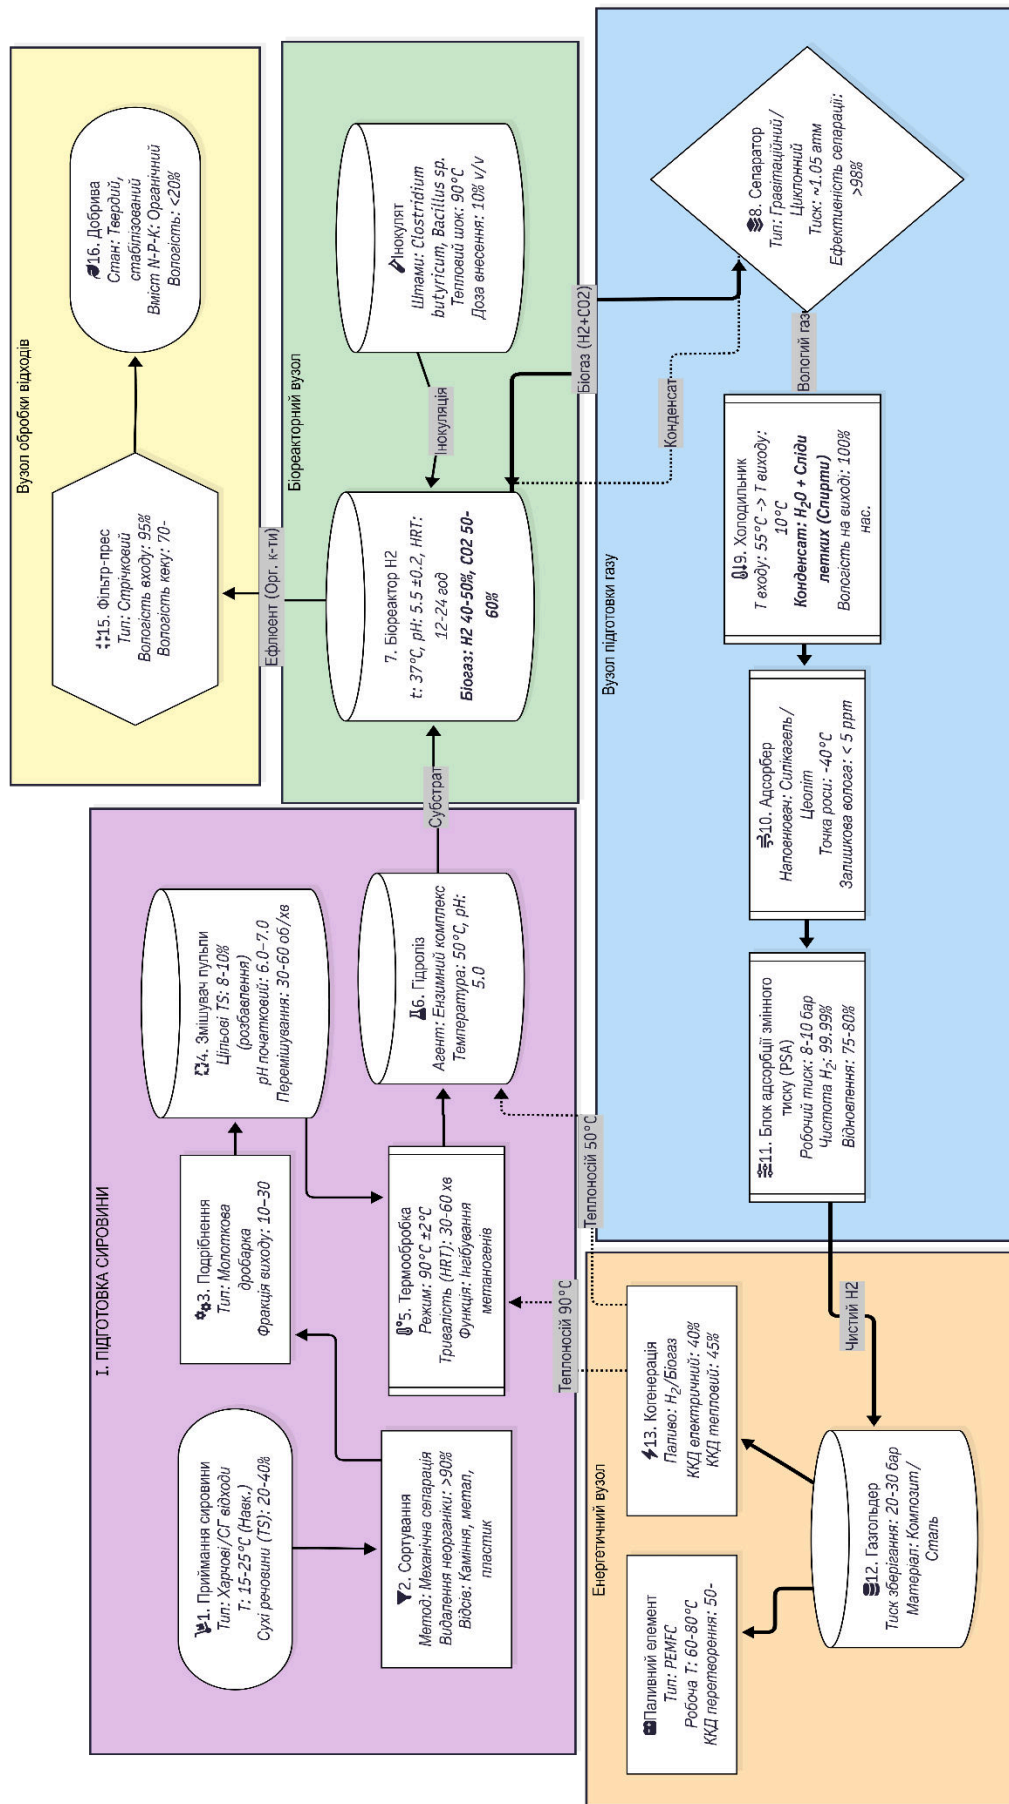 І. ПІДГОТОВКА СИРОВИНИ
1. Приймання сировини
Тип: Харчові/СГ відходи
Т: 15-25°C (Навк.)
Сухі речовини (TS): 20-40%
2. Сортування
Метод: Механічна сепарація
Видалення неорганіки: >90%
Відсів: Каміння, метал,
пластик
3. Подрібнення
Тип: Молоткова
дробарка
Фракція виходу: 10–30
4. Змішувач пульпи
Цільові TS: 8-10%
(розбавлення)
pH початковий: 6.0–7.0
Перемішування: 30-60 об/хв
5. Термообробка
Режим: 90°C ±2°C
Тривалість (HRT): 30-60 хв
Функція: Інгібування
метаногенів
6. Гідроліз
Агент: Ензимний комплекс
Температура: 50°C, pH:
5.0
Субстрат
Біореакторний вузол
7. Біореактор H2
t: 37°C, pH: 5.5 ±0.2, HRT:
12-24 год
Біогаз: H2 40-50%, CO2 50-
60%
Інокуляція
Інокулят
Штами: Clostridium
butyricum, Bacillus sp.
Тепловий шок: 90°C
Доза внесення: 10% v/v
Ефлюент (Орг. к-ти)
Вузол обробки відходів
15. Фільтр-прес
Тип: Стрічковий
Вологість входу: 95%
Вологість кеку: 70-
16. Добрива
Стан: Твердий,
стабілізований
Вміст N-P-K: Органічний
Вологість: <20%
Біогаз (H2+CO2)
Конденсат
Вузол підготовки газу
8. Сепаратор
Тип: Гравітаційний/
Циклонний
Тиск: ~1.05 атм
Ефективність сепарації:
>98%
Вологий газ
9. Холодильник
Т входу: 55°C -> Т виходу:
10°C
Конденсат: H₂O + Сліди
летких (Спирти)
Вологість на виході: 100%
нас.
10. Адсорбер
Наповнювач: Силікагель/
Цеоліт
Точка роси: -40°C
Залишкова волога: < 5 ppm
11. Блок адсорбції змінного
тиску (PSA)
Робочий тиск: 8-10 бар
Чистота H₂: 99.99%
Відновлення: 75-80%
Чистий H2
Теплоносій 90°C
Теплоносій 50°C
Енергетичний вузол
12. Газгольдер
Тиск зберігання: 20-30 бар
Матеріал: Композит/
Сталь
13. Когенерація
Паливо: H₂/Біогаз
ККД електричний: 40%
ККД тепловий: 45%
Паливний елемент
Тип: PEMFC
Робоча Т: 60-80°C
ККД перетворення: 50-